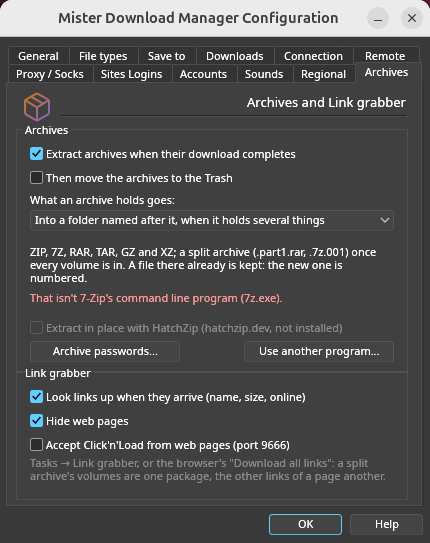 Mister Download Manager Configuration
General
File types
Save to
Downloads
Connection
Remote
Proxy / Socks
Sites Logins
Accounts
Sounds
Regional
Archives
Archives and Link grabber
Archives
Extract archives when their download completes
Then move the archives to the Trash
What an archive holds goes:
Into a folder named after it, when it holds several things
ZIP, 7Z, RAR, TAR, GZ and XZ; a split archive (.part1.rar, .7z.001) once
every volume is in. A file there already is kept: the new one is
numbered.
That isn't 7-Zip's command line program (7z.exe).
Extract in place with HatchZip (hatchzip.dev, not installed)
Archive passwords...
Use another program...
Link grabber
Look links up when they arrive (name, size, online)
Hide web pages
Accept Click'n'Load from web pages (port 9666)
Tasks → Link grabber, or the browser's "Download all links": a split
archive's volumes are one package, the other links of a page another.
OK
Help